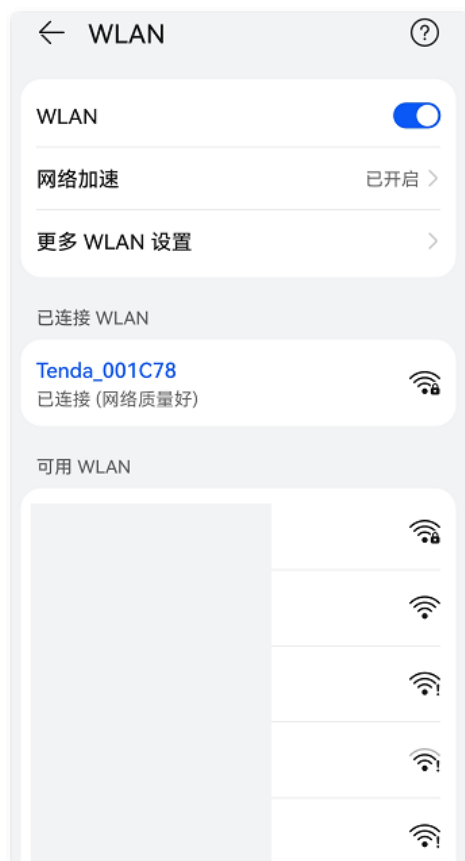 WLAN
WLAN
网络加速
已开启
更多 WLAN 设置
已连接 WLAN
Tenda_001C78
已连接 (网络质量好)
可用 WLAN